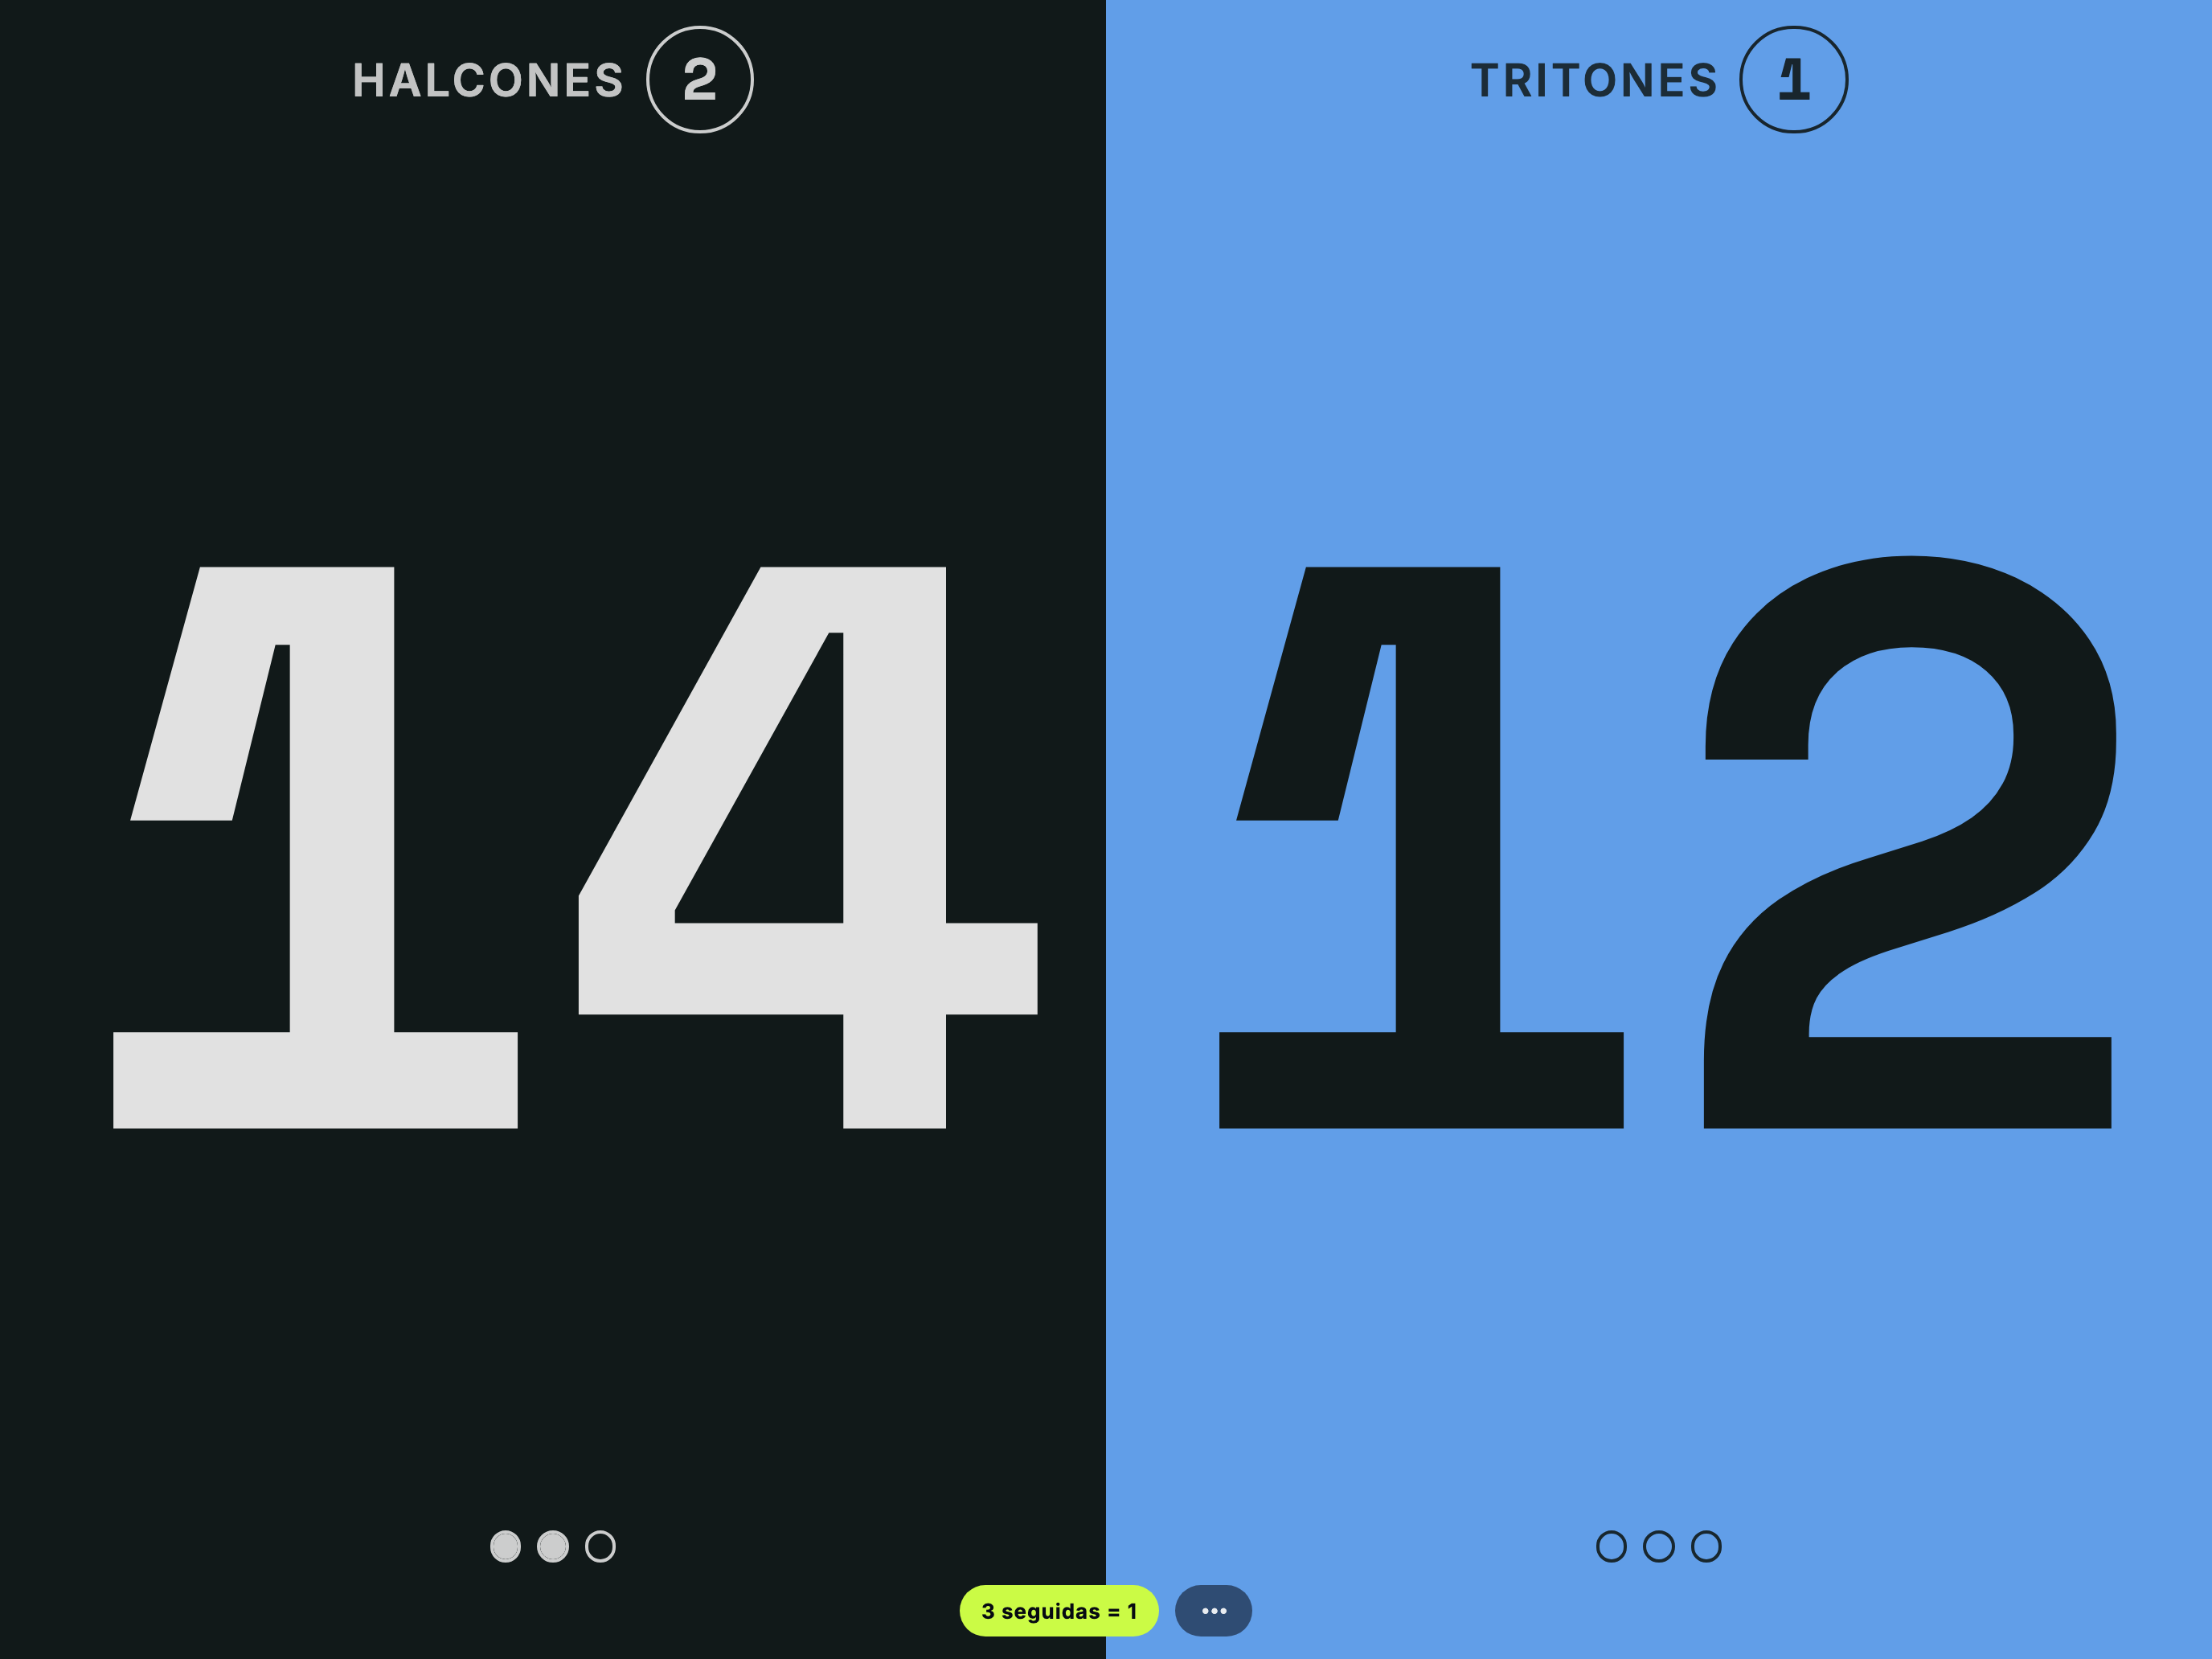 HALCONES 2
TRITONES 1
14
12
3 seguidas = 1
•••